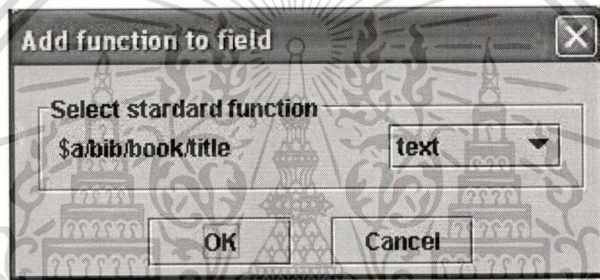 Add function to field
Select stardard function
$a/bib/book/title
text
OK
Cancel